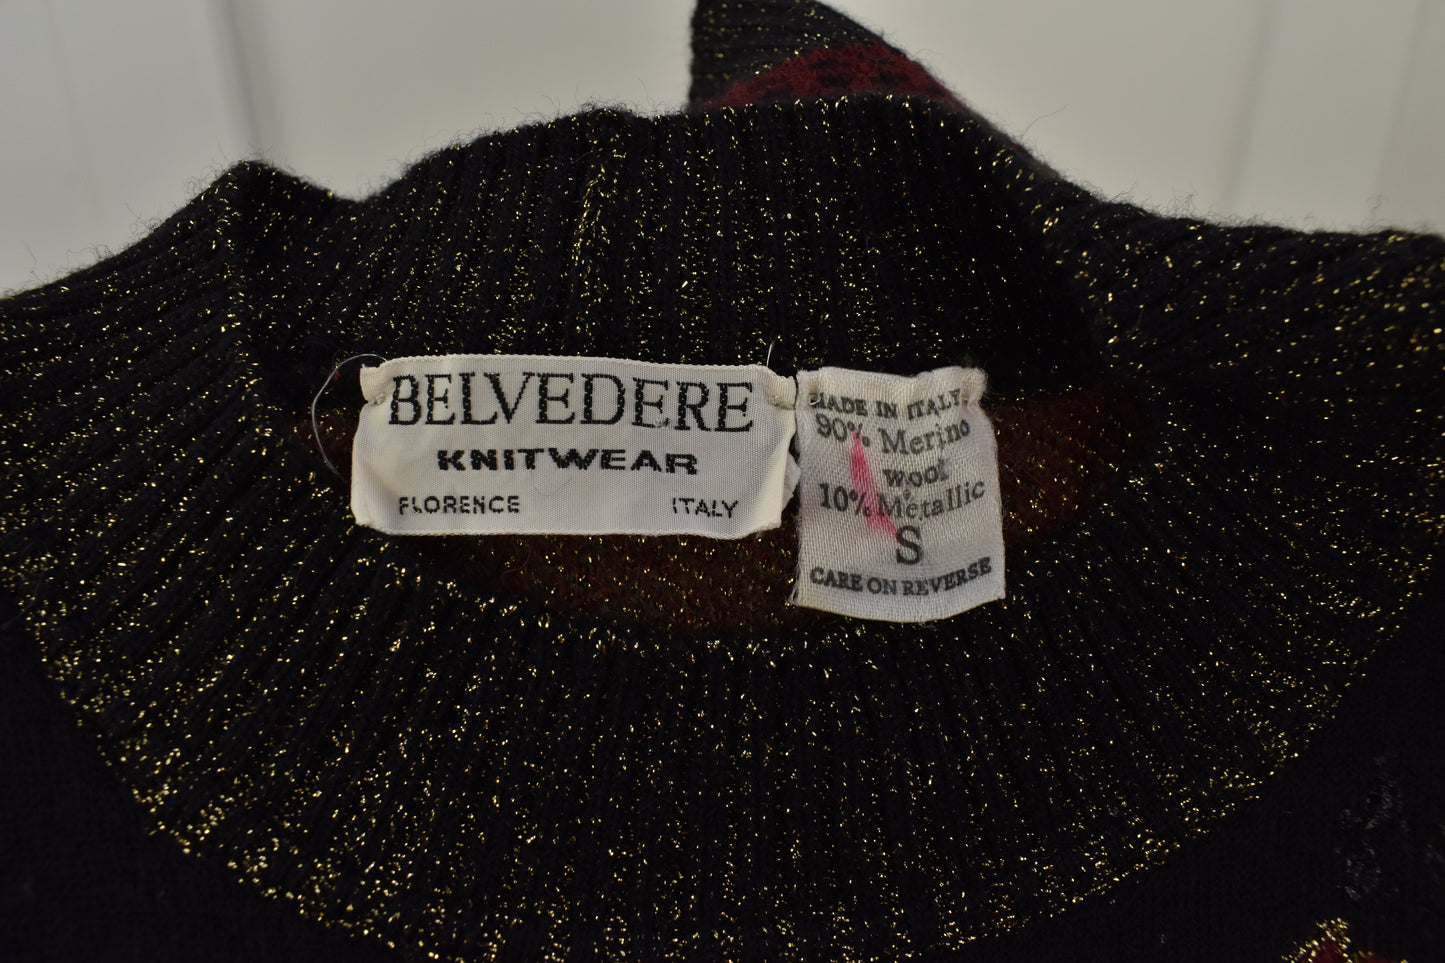 BELVEDERE
KNITWEAR
FLORENCE ITALY
MADE IN ITALY
90% Merino
wool
10% Metallic
S
CARE ON REVERSE